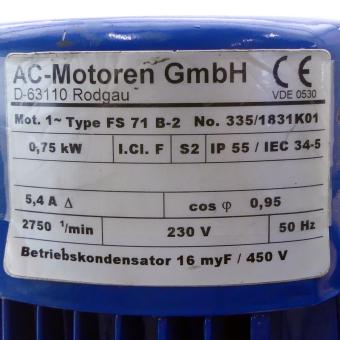 AC-Motoren GmbH
D-63110 Rodgau
CE
VDE 0530
Mot. 1~ Type FS 71 B-2 No. 335/1831K01
0,75 kW I.Cl. F S2 IP 55 / IEC 34-5
5,4 A Δ cos φ 0,95
2750 ¹/min 230 V 50 Hz
Betriebskondensator 16 myF / 450 V